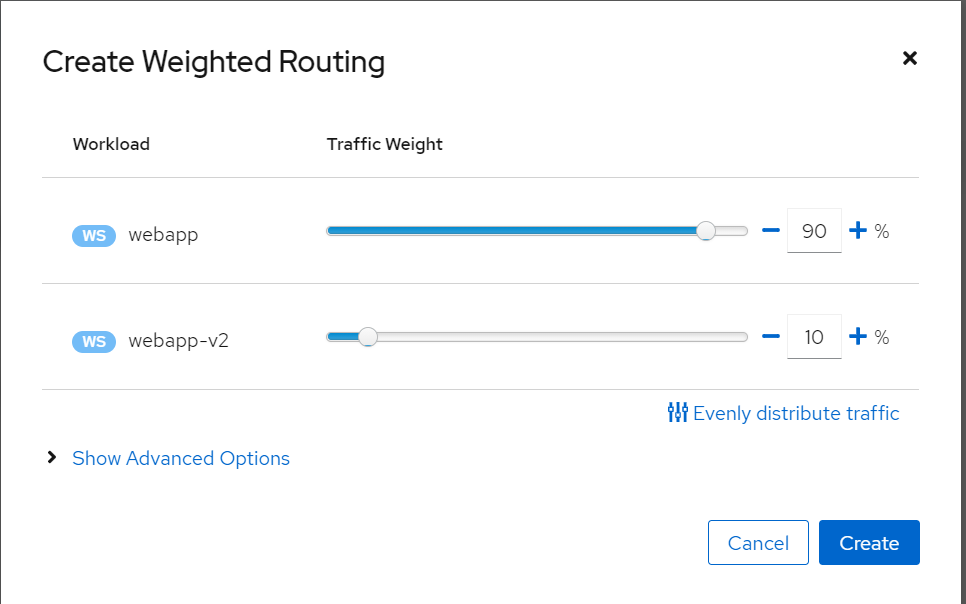 Create Weighted Routing
Workload Traffic Weight
WS webapp 90 %
WS webapp-v2 10 %
Evenly distribute traffic
Show Advanced Options
Cancel Create